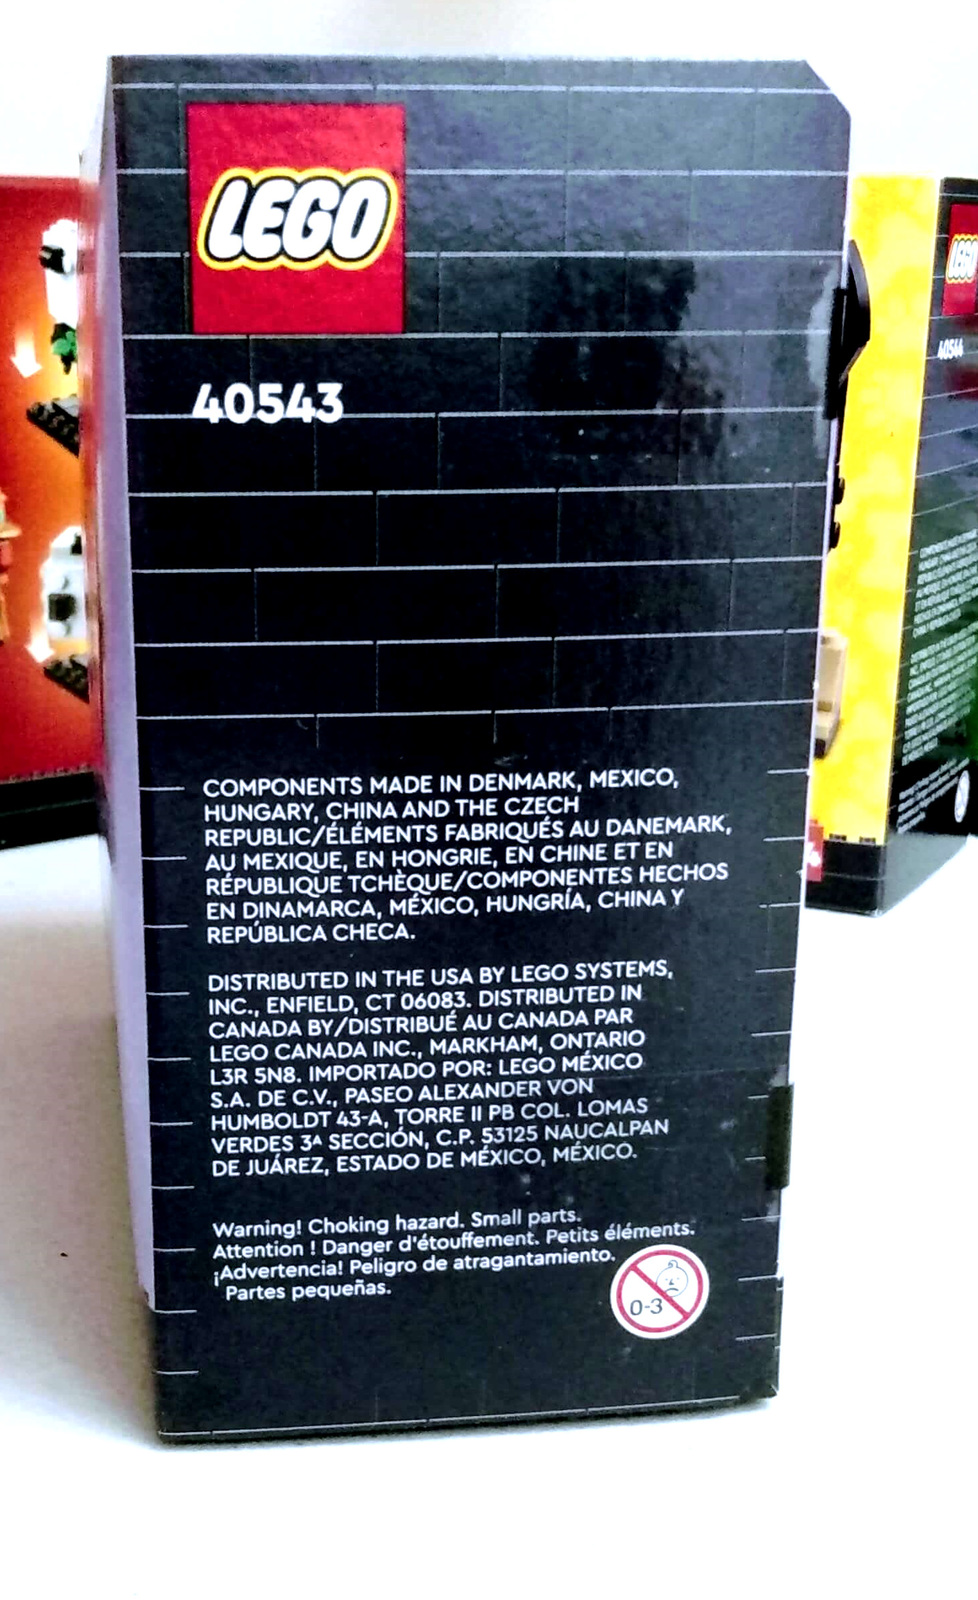 LEGO
40543
COMPONENTS MADE IN DENMARK, MEXICO,
HUNGARY, CHINA AND THE CZECH
REPUBLIC/ÉLÉMENTS FABRIQUÉS AU DANEMARK,
AU MEXIQUE, EN HONGRIE, EN CHINE ET EN
RÉPUBLIQUE TCHÈQUE/COMPONENTES HECHOS
EN DINAMARCA, MÉXICO, HUNGRÍA, CHINA Y
REPÚBLICA CHECA.
DISTRIBUTED IN THE USA BY LEGO SYSTEMS,
INC., ENFIELD, CT 06083. DISTRIBUTED IN
CANADA BY/DISTRIBUÉ AU CANADA PAR
LEGO CANADA INC., MARKHAM, ONTARIO
L3R 5N8. IMPORTADO POR: LEGO MÉXICO
S.A. DE C.V., PASEO ALEXANDER VON
HUMBOLDT 43-A, TORRE II PB COL. LOMAS
VERDES 3ᴬ SECCIÓN, C.P. 53125 NAUCALPAN
DE JUÁREZ, ESTADO DE MÉXICO, MÉXICO.
Warning! Choking hazard. Small parts.
Attention ! Danger d'étouffement. Petits éléments.
¡Advertencia! Peligro de atragantamiento.
Partes pequeñas.
0-3
LEGO
40544